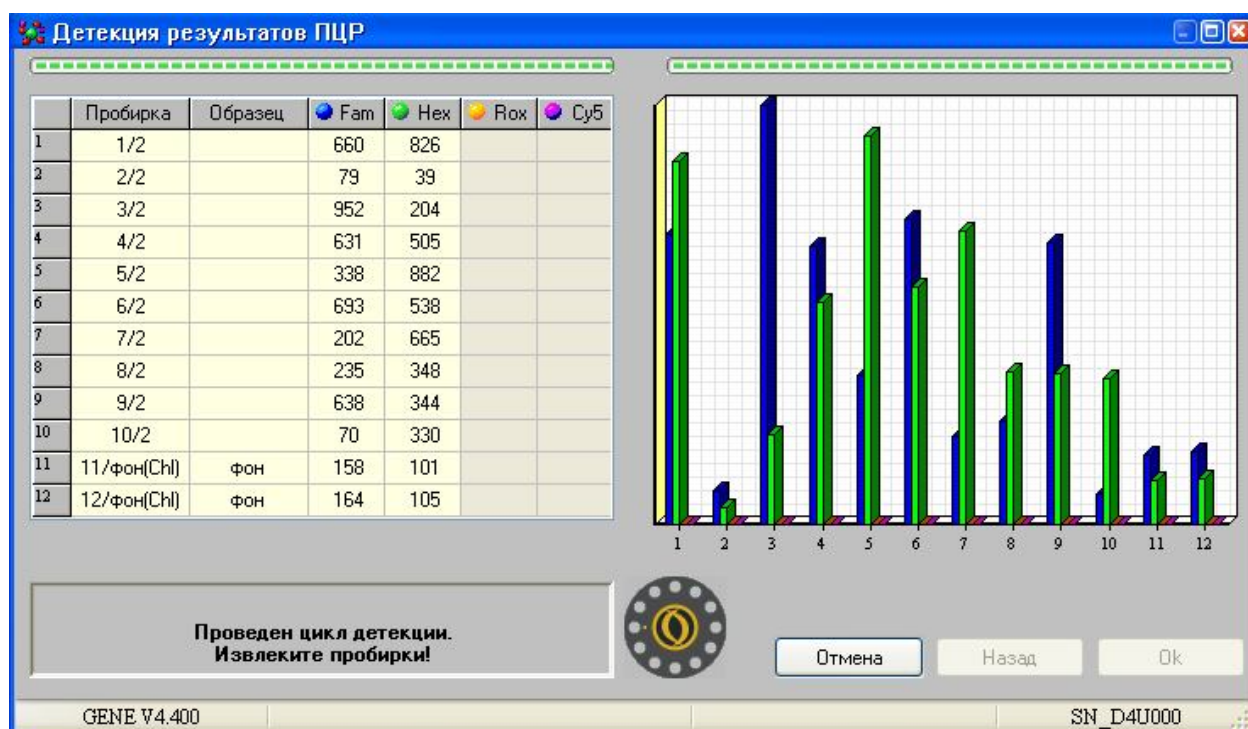 Детекция результатов ПЦР
Пробирка Образец Fam Hex Rox Cy5
1 1/2 660 826
2 2/2 79 39
3 3/2 952 204
4 4/2 631 505
5 5/2 338 882
6 6/2 693 538
7 7/2 202 665
8 8/2 235 348
9 9/2 638 344
10 10/2 70 330
11 11/фон(Chl) фон 158 101
12 12/фон(Chl) фон 164 105
1 2 3 4 5 6 7 8 9 10 11 12
Проведен цикл детекции.
Извлеките пробирки!
Отмена Назад Ok
GENE V4.400 SN_D4U000